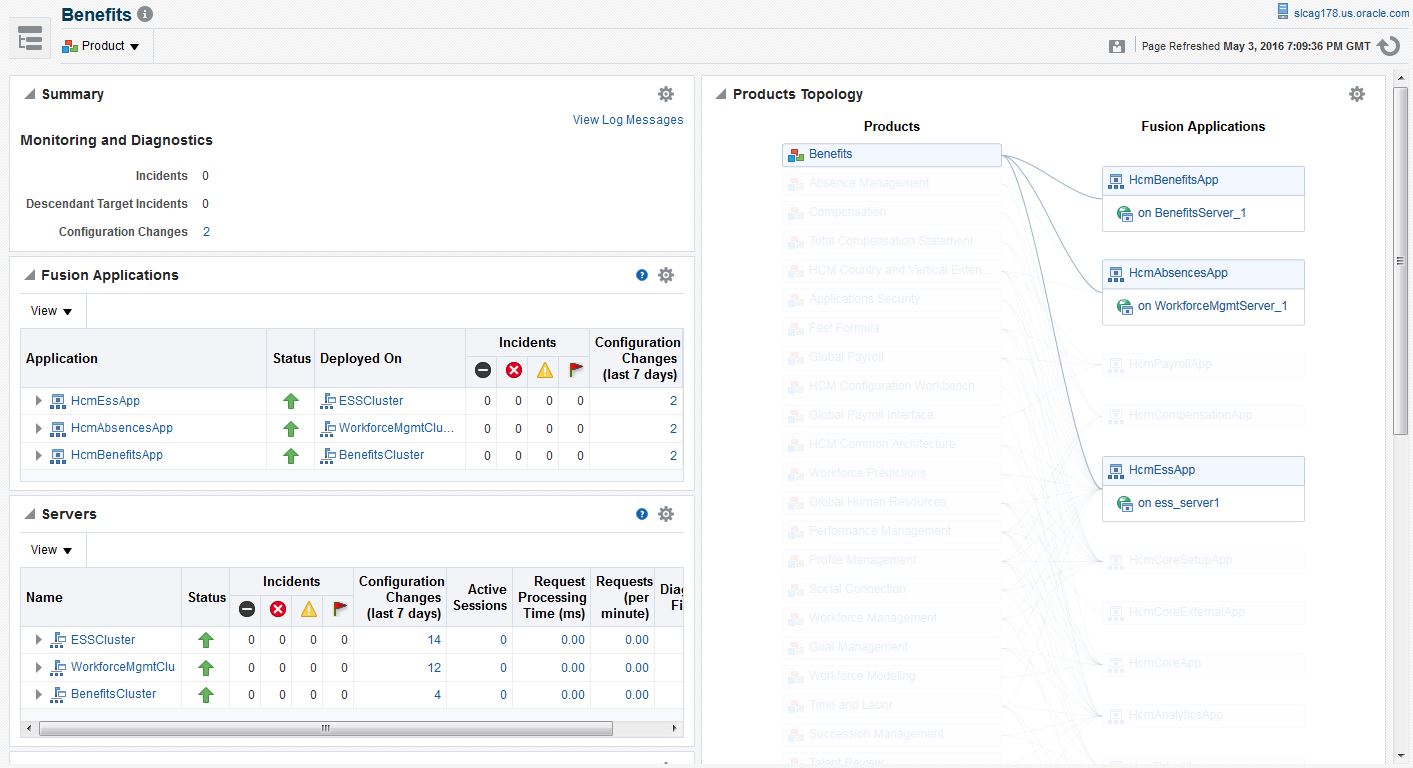 Benefits
slcag178.us.oracle.com
Product
Page Refreshed May 3, 2016 7:09:36 PM GMT
Summary
View Log Messages
Monitoring and Diagnostics
Incidents 0
Descendant Target Incidents 0
Configuration Changes 2
Fusion Applications
View
Application Status Deployed On Incidents Configuration Changes (last 7 days)
HcmEssApp ESSCluster 0 0 0 0 2
HcmAbsencesApp WorkforceMgmtClu... 0 0 0 0 2
HcmBenefitsApp BenefitsCluster 0 0 0 0 2
Servers
View
Name Status Incidents Configuration Changes (last 7 days) Active Sessions Request Processing Time (ms) Requests (per minute) Diag Fi
ESSCluster 0 0 0 0 14 0 0.00 0.00
WorkforceMgmtClu 0 0 0 0 12 0 0.00 0.00
BenefitsCluster 0 0 0 0 4 0 0.00 0.00
Products Topology
Products
Benefits
Absence Management
Compensation
Total Compensation Statement
HCM Country and Vertical Exten...
Applications Security
Fast Formula
Global Payroll
HCM Configuration Workbench
Global Payroll Interface
HCM Common Architecture
Workforce Predictions
Global Human Resources
Performance Management
Profile Management
Social Connection
Workforce Management
Goal Management
Workforce Modeling
Time and Labor
Succession Management
Talent Review
Fusion Applications
HcmBenefitsApp
on BenefitsServer_1
HcmAbsencesApp
on WorkforceMgmtServer_1
HcmPayrollApp
HcmCompensationApp
HcmEssApp
on ess_server1
HcmCoreSetupApp
HcmCoreExternalApp
HcmCoreApp
HcmAnalyticsApp